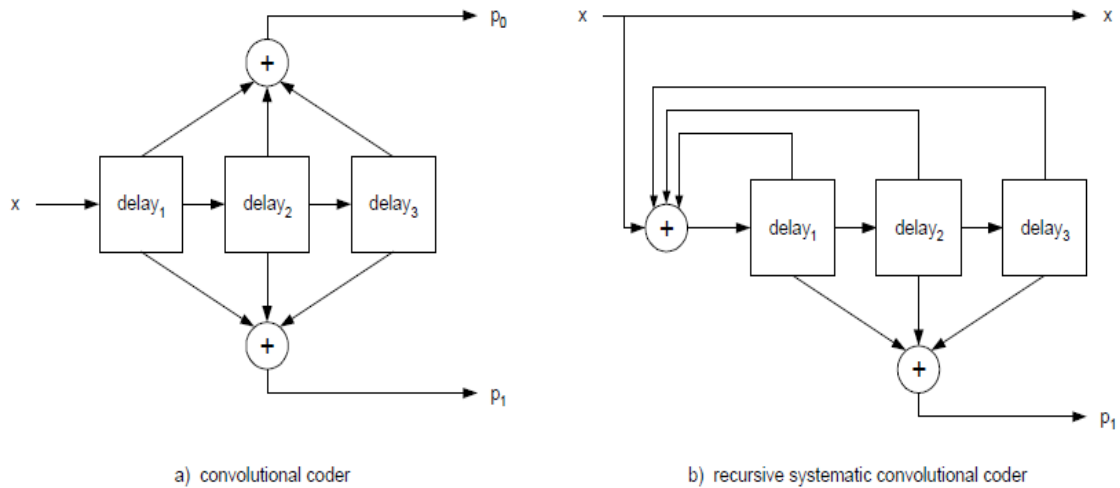 p0
+
x
delay1
delay2
delay3
+
p1
a) convolutional coder
x
x
+
delay1
delay2
delay3
+
p1
b) recursive systematic convolutional coder